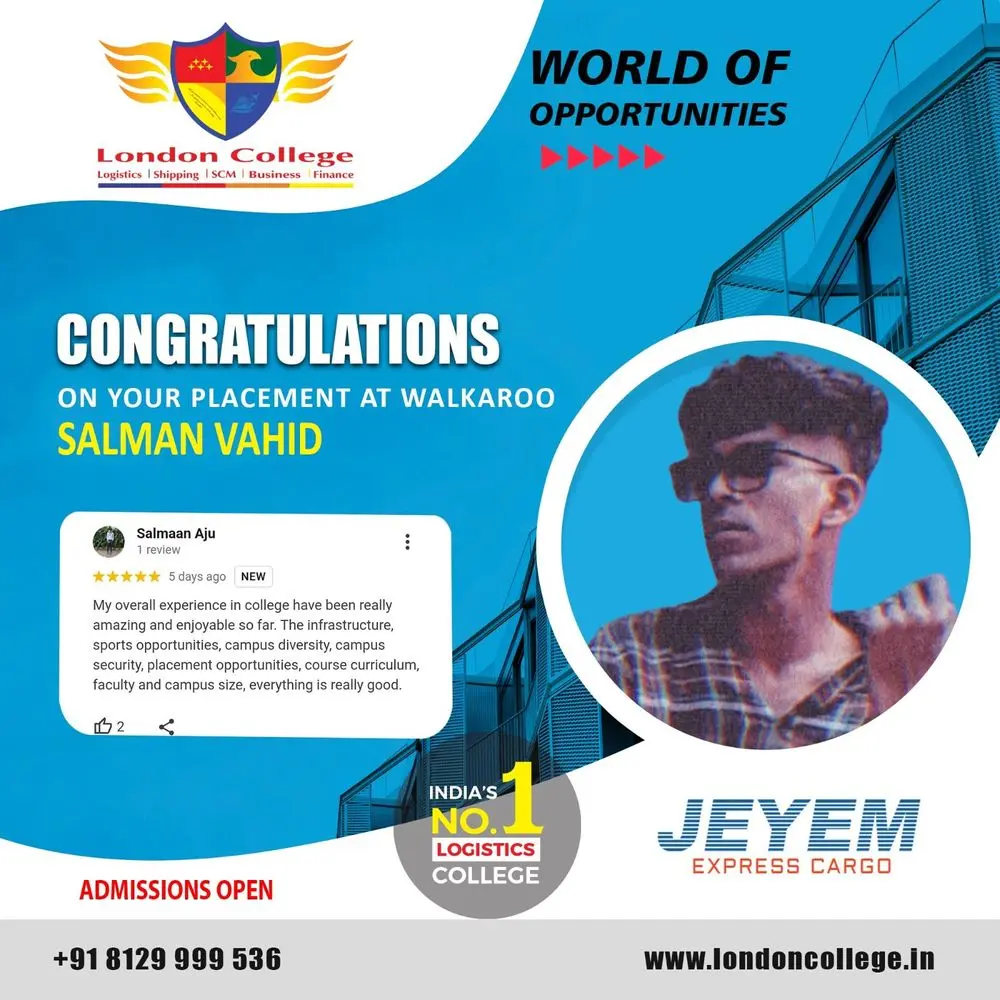 London College
Logistics | Shipping | SCM | Business | Finance
WORLD OF
OPPORTUNITIES
CONGRATULATIONS
ON YOUR PLACEMENT AT WALKAROO
SALMAN VAHID
Salmaan Aju
1 review
5 days ago NEW
My overall experience in college have been really
amazing and enjoyable so far. The infrastructure,
sports opportunities, campus diversity, campus
security, placement opportunities, course curriculum,
faculty and campus size, everything is really good.
2
INDIA'S
NO.1
LOGISTICS
COLLEGE
JEYEM
EXPRESS CARGO
ADMISSIONS OPEN
+91 8129 999 536
www.londoncollege.in